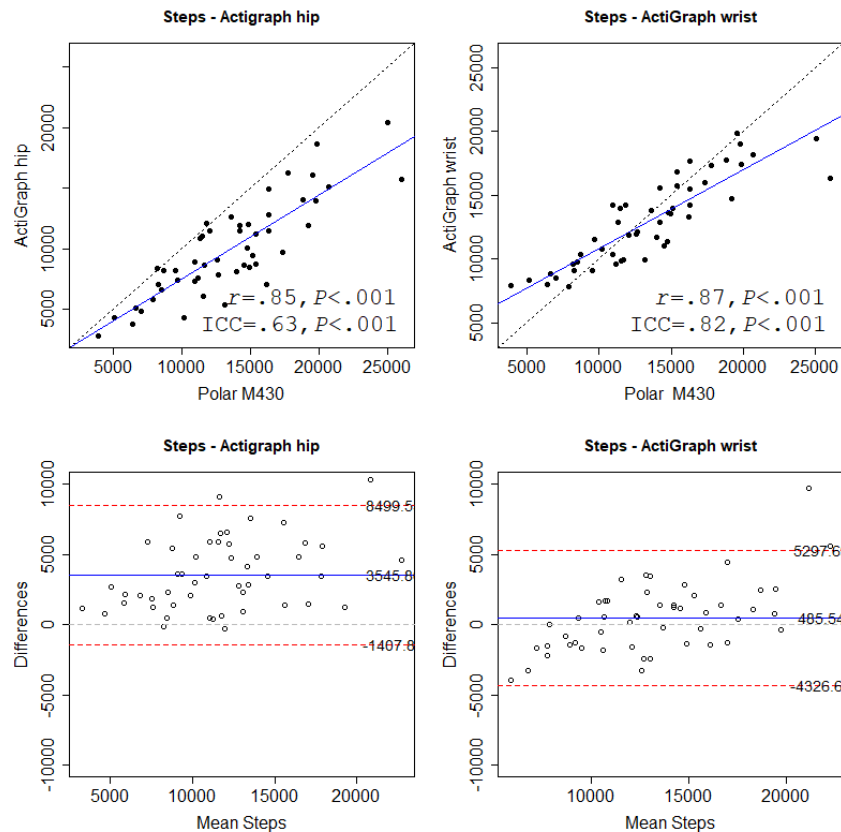 Steps - Actigraph hip
ActiGraph hip
20000
10000
5000
r=.85, P<.001
ICC=.63, P<.001
5000 10000 15000 20000 25000
Polar M430
Steps - ActiGraph wrist
ActiGraph wrist
25000
20000
15000
10000
5000
r=.87, P<.001
ICC=.82, P<.001
5000 10000 15000 20000 25000
Polar M430
Steps - Actigraph hip
Differences
10000
5000
0
-5000
-10000
8499.5
3545.8
-1407.8
5000 10000 15000 20000
Mean Steps
Steps - ActiGraph wrist
Differences
10000
5000
0
-5000
-10000
5297.6
485.54
-4326.6
10000 15000 20000
Mean Steps